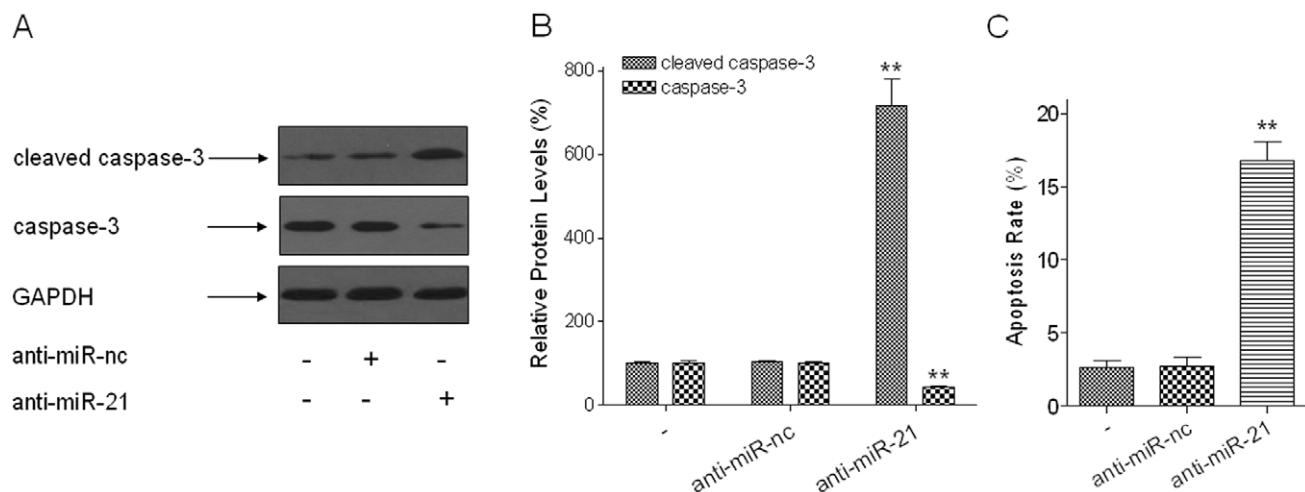 A
cleaved caspase-3
caspase-3
GAPDH
anti-miR-nc - + -
anti-miR-21 - - +
B
cleaved caspase-3
caspase-3
Relative Protein Levels (%)
800
600
400
200
100
0
**
**
-
anti-miR-nc
anti-miR-21
C
Apoptosis Rate (%)
20
15
10
5
0
**
-
anti-miR-nc
anti-miR-21